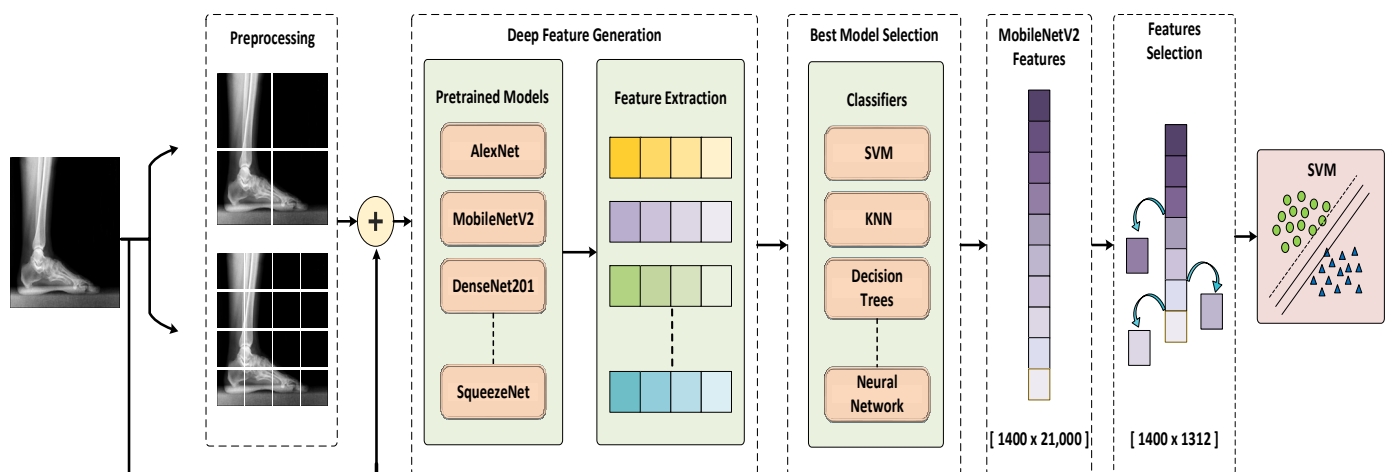 Preprocessing
+
Deep Feature Generation
Pretrained Models
AlexNet
MobileNetV2
DenseNet201
SqueezeNet
Feature Extraction
Best Model Selection
Classifiers
SVM
KNN
Decision
Trees
Neural
Network
MobileNetV2
Features
[ 1400 x 21,000 ]
Features
Selection
[ 1400 x 1312 ]
SVM